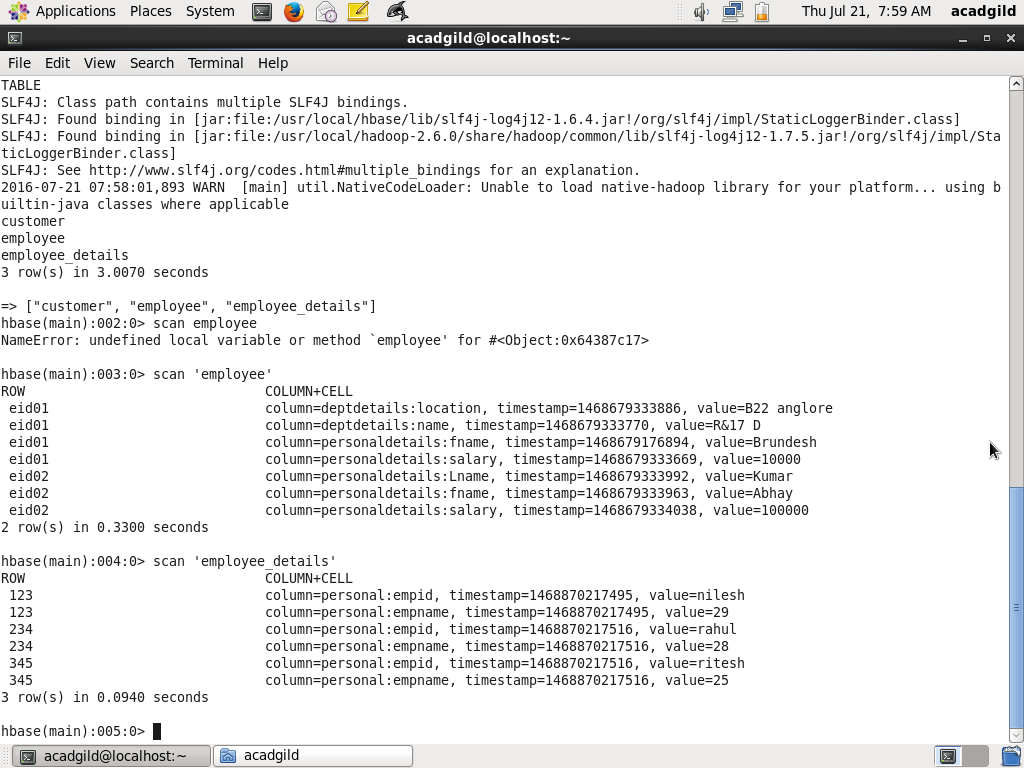 Applications Places System
Thu Jul 21, 7:59 AM acadgild
acadgild@localhost:~
File Edit View Search Terminal Help
TABLE
SLF4J: Class path contains multiple SLF4J bindings.
SLF4J: Found binding in [jar:file:/usr/local/hbase/lib/slf4j-log4j12-1.6.4.jar!/org/slf4j/impl/StaticLoggerBinder.class]
SLF4J: Found binding in [jar:file:/usr/local/hadoop-2.6.0/share/hadoop/common/lib/slf4j-log4j12-1.7.5.jar!/org/slf4j/impl/Sta
ticLoggerBinder.class]
SLF4J: See http://www.slf4j.org/codes.html#multiple_bindings for an explanation.
2016-07-21 07:58:01,893 WARN  [main] util.NativeCodeLoader: Unable to load native-hadoop library for your platform... using b
uiltin-java classes where applicable
customer
employee
employee_details
3 row(s) in 3.0070 seconds
=> ["customer", "employee", "employee_details"]
hbase(main):002:0> scan employee
NameError: undefined local variable or method `employee' for #<Object:0x64387c17>
hbase(main):003:0> scan 'employee'
ROW COLUMN+CELL
eid01 column=deptdetails:location, timestamp=1468679333886, value=B22 anglore
eid01 column=deptdetails:name, timestamp=1468679333770, value=R&17 D
eid01 column=personaldetails:fname, timestamp=1468679176894, value=Brundesh
eid01 column=personaldetails:salary, timestamp=1468679333669, value=10000
eid02 column=personaldetails:Lname, timestamp=1468679333992, value=Kumar
eid02 column=personaldetails:fname, timestamp=1468679333963, value=Abhay
eid02 column=personaldetails:salary, timestamp=1468679334038, value=100000
2 row(s) in 0.3300 seconds
hbase(main):004:0> scan 'employee_details'
ROW COLUMN+CELL
123 column=personal:empid, timestamp=1468870217495, value=nilesh
123 column=personal:empname, timestamp=1468870217495, value=29
234 column=personal:empid, timestamp=1468870217516, value=rahul
234 column=personal:empname, timestamp=1468870217516, value=28
345 column=personal:empid, timestamp=1468870217516, value=ritesh
345 column=personal:empname, timestamp=1468870217516, value=25
3 row(s) in 0.0940 seconds
hbase(main):005:0>
acadgild@localhost:~ acadgild